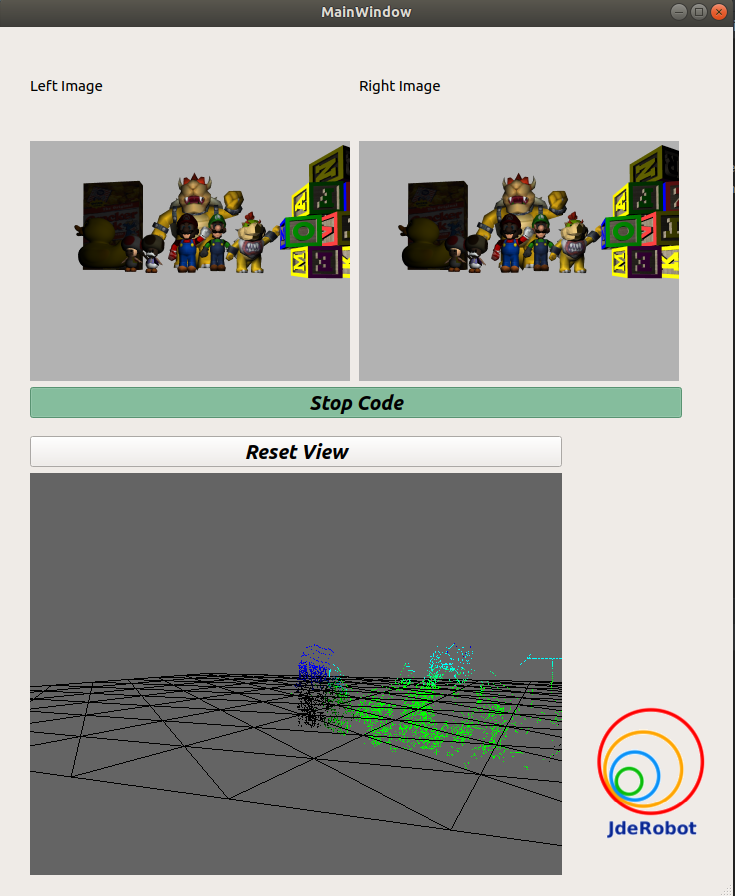 MainWindow
Left Image
Right Image
Stop Code
Reset View
JdeRobot